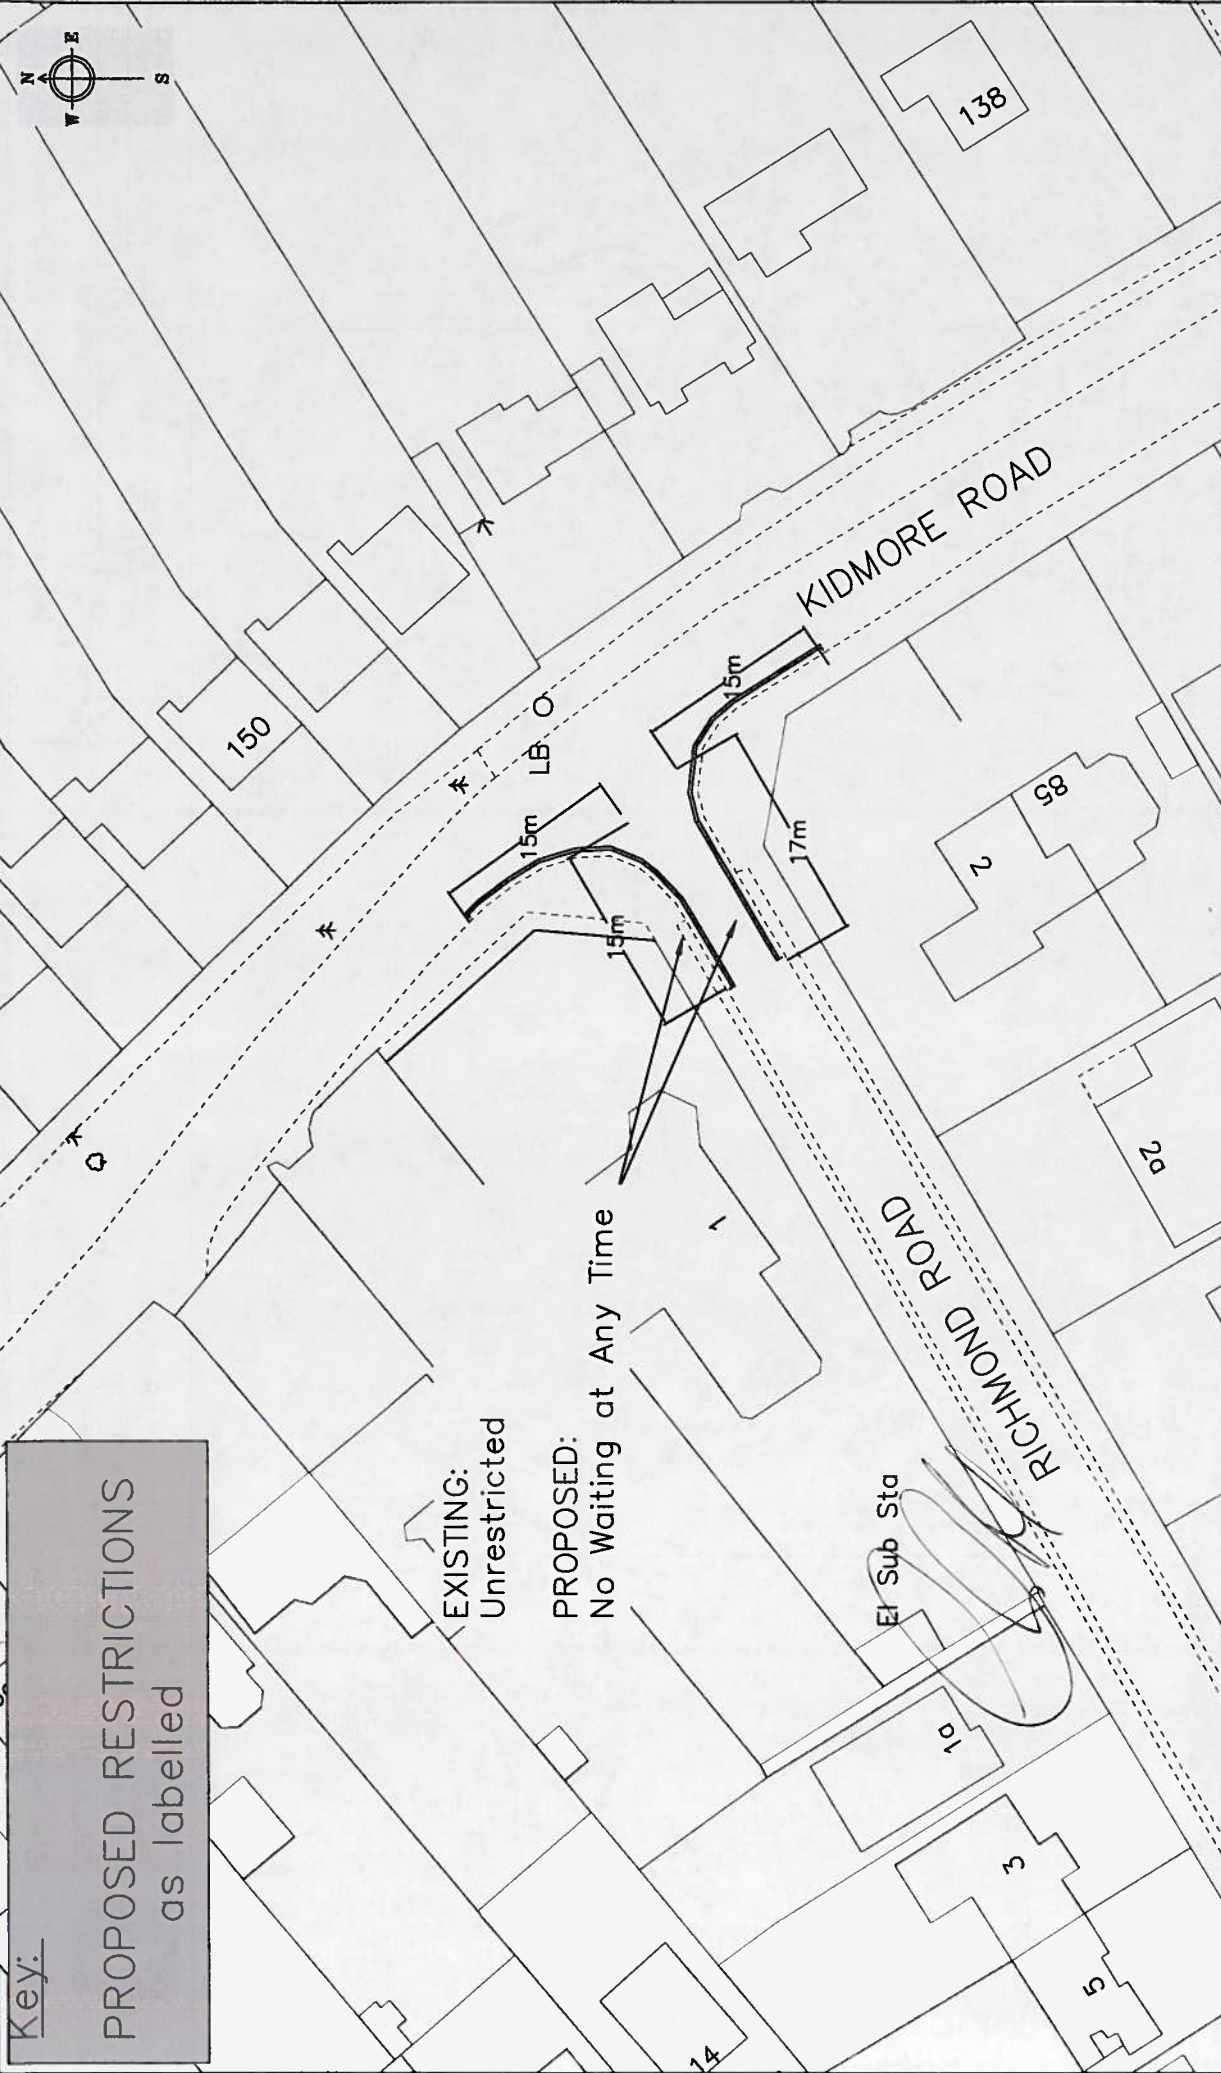 Key:
PROPOSED RESTRICTIONS
as labelled
N
W
E
S
EXISTING:
Unrestricted
PROPOSED:
No Waiting at Any Time
150
138
LB
15m
15m
15m
17m
KIDMORE ROAD
RICHMOND ROAD
El Sub Sta
1
1a
3
5
14
2
85
2a